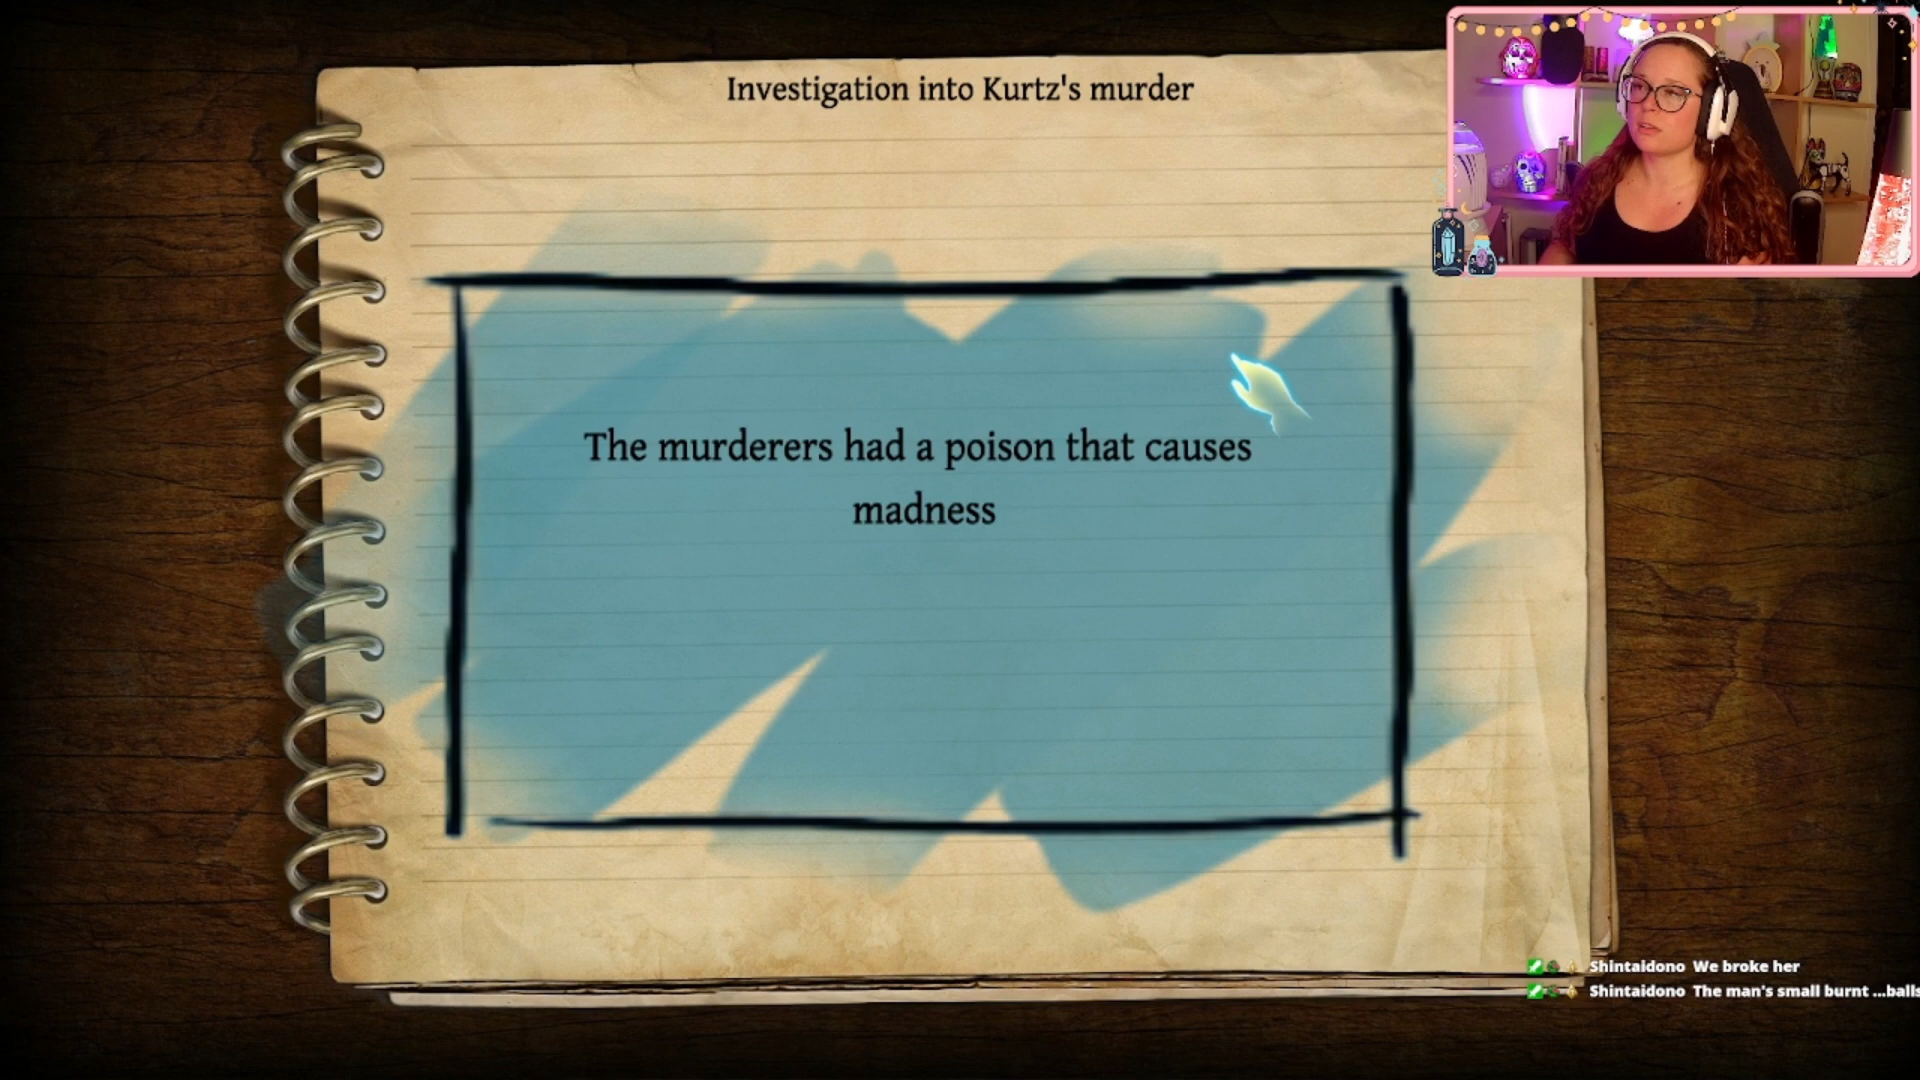 Investigation into Kurtz's murder
The murderers had a poison that causes
madness
Shintaidono We broke her
Shintaidono The man's small burnt ...balls